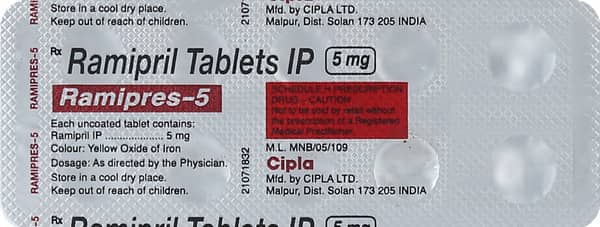 Store in a cool dry place.
Keep out of reach of children.
Mfd. by CIPLA LTD.
Malpur, Dist. Solan 173 205 INDIA
210718
RAMIPRES-5
Rx Ramipril Tablets IP 5 mg
Ramipres-5
SCHEDULE H PRESCRIPTION
DRUG – CAUTION
Not to be sold by retail without
the prescription of a Registered
Medical Practitioner.
Each uncoated tablet contains:
Ramipril IP .................... 5 mg
Colour: Yellow Oxide of Iron
Dosage: As directed by the Physician.
Store in a cool dry place.
Keep out of reach of children.
RAMIPRES-5
21071832
M.L. MNB/05/109
Cipla
Mfd. by CIPLA LTD.
Malpur, Dist. Solan 173 205 INDIA
Rx Ramipril Tablets IP 5 mg